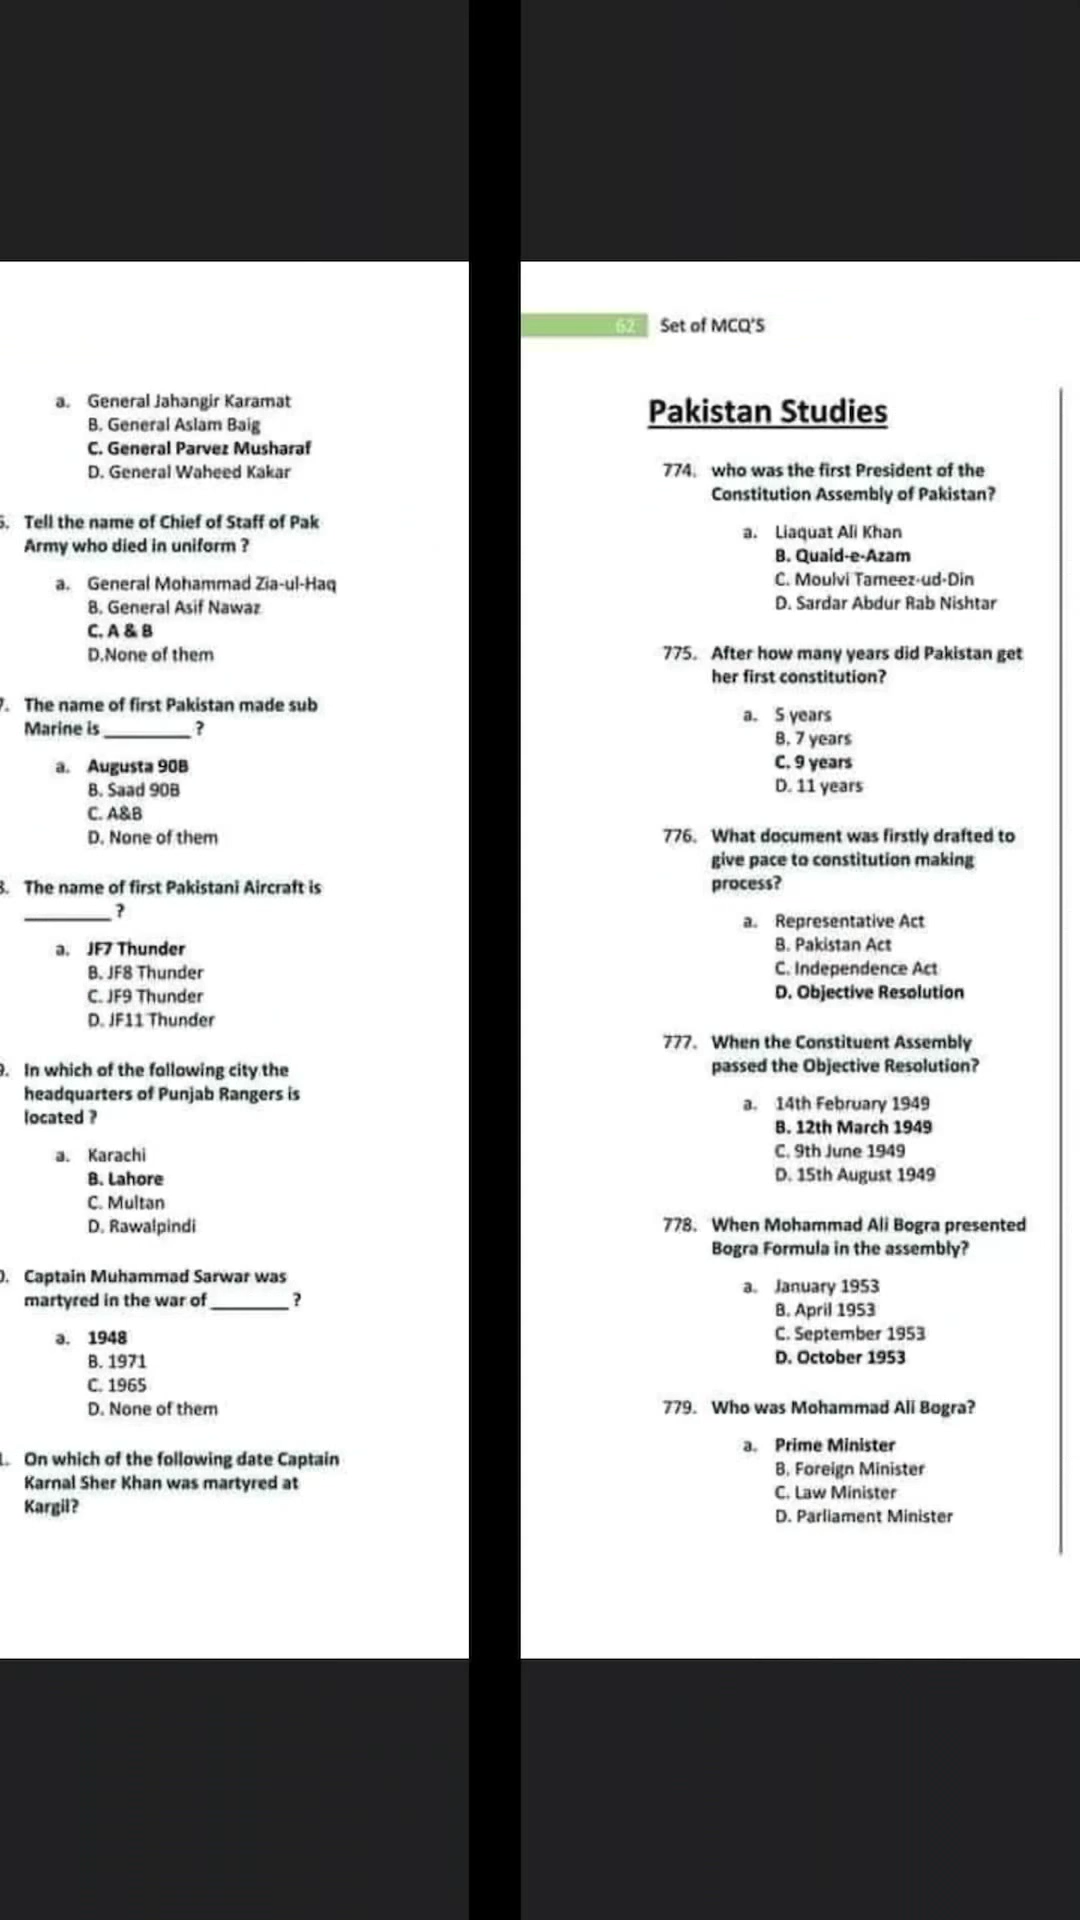 a. General Jahangir Karamat
B. General Aslam Baig
C. General Parvez Musharaf
D. General Waheed Kakar
Tell the name of Chief of Staff of Pak
Army who died in uniform ?
a. General Mohammad Zia-ul-Haq
B. General Asif Nawaz
C. A & B
D.None of them
The name of first Pakistan made sub
Marine is ________ ?
a. Augusta 90B
B. Saad 90B
C. A&B
D. None of them
The name of first Pakistani Aircraft is
________ ?
a. JF7 Thunder
B. JF8 Thunder
C. JF9 Thunder
D. JF11 Thunder
In which of the following city the
headquarters of Punjab Rangers is
located ?
a. Karachi
B. Lahore
C. Multan
D. Rawalpindi
Captain Muhammad Sarwar was
martyred in the war of ________ ?
a. 1948
B. 1971
C. 1965
D. None of them
On which of the following date Captain
Karnal Sher Khan was martyred at
Kargil?
62 Set of MCQ'S
Pakistan Studies
774. who was the first President of the
Constitution Assembly of Pakistan?
a. Liaquat Ali Khan
B. Quaid-e-Azam
C. Moulvi Tameez-ud-Din
D. Sardar Abdur Rab Nishtar
775. After how many years did Pakistan get
her first constitution?
a. 5 years
B. 7 years
C. 9 years
D. 11 years
776. What document was firstly drafted to
give pace to constitution making
process?
a. Representative Act
B. Pakistan Act
C. Independence Act
D. Objective Resolution
777. When the Constituent Assembly
passed the Objective Resolution?
a. 14th February 1949
B. 12th March 1949
C. 9th June 1949
D. 15th August 1949
778. When Mohammad Ali Bogra presented
Bogra Formula in the assembly?
a. January 1953
B. April 1953
C. September 1953
D. October 1953
779. Who was Mohammad Ali Bogra?
a. Prime Minister
B. Foreign Minister
C. Law Minister
D. Parliament Minister